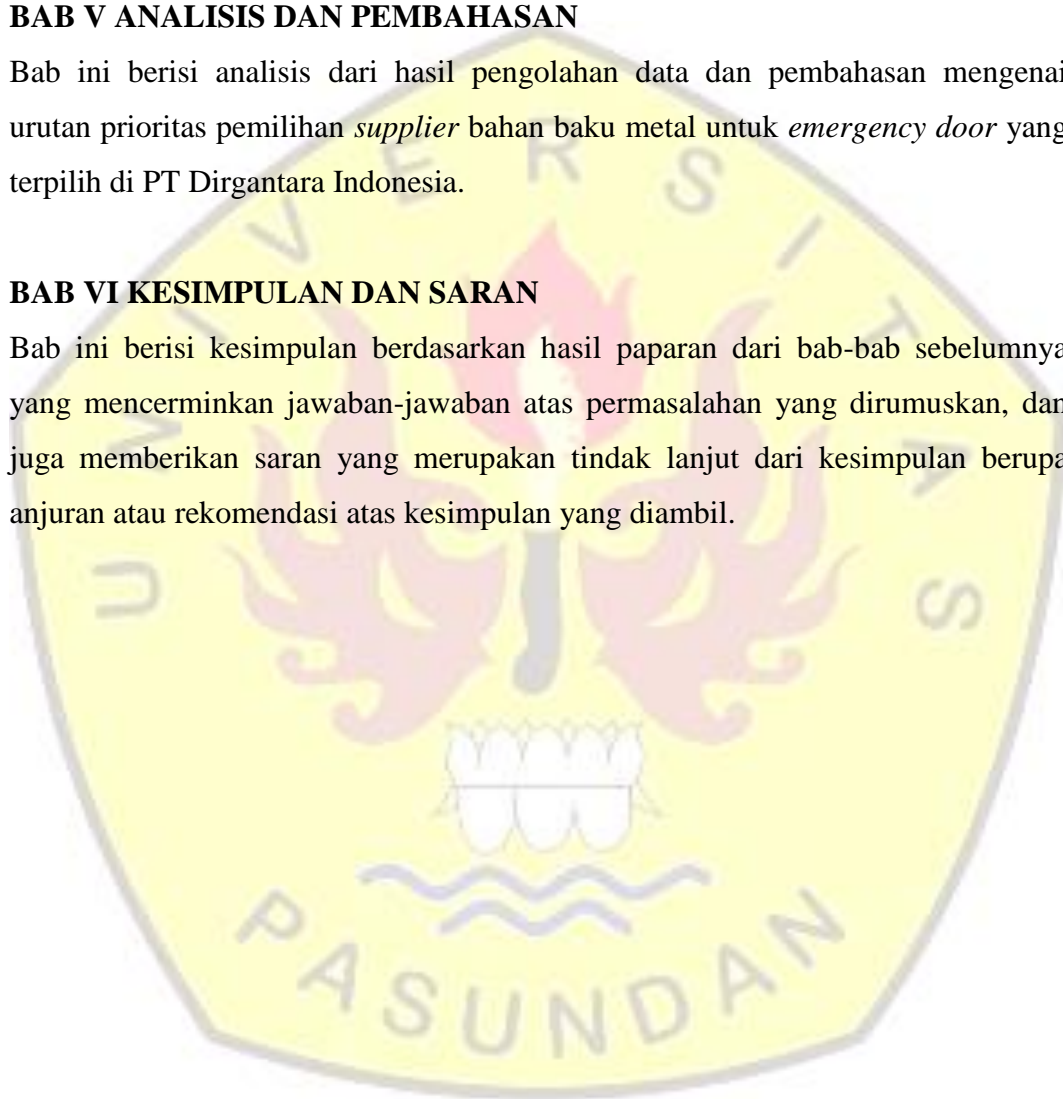 BAB V ANALISIS DAN PEMBAHASAN
Bab ini berisi analisis dari hasil pengolahan data dan pembahasan mengenai
urutan prioritas pemilihan supplier bahan baku metal untuk emergency door yang
terpilih di PT Dirgantara Indonesia.
BAB VI KESIMPULAN DAN SARAN
Bab ini berisi kesimpulan berdasarkan hasil paparan dari bab-bab sebelumnya
yang mencerminkan jawaban-jawaban atas permasalahan yang dirumuskan, dan
juga memberikan saran yang merupakan tindak lanjut dari kesimpulan berupa
anjuran atau rekomendasi atas kesimpulan yang diambil.
UNIVERSITAS
PASUNDAN